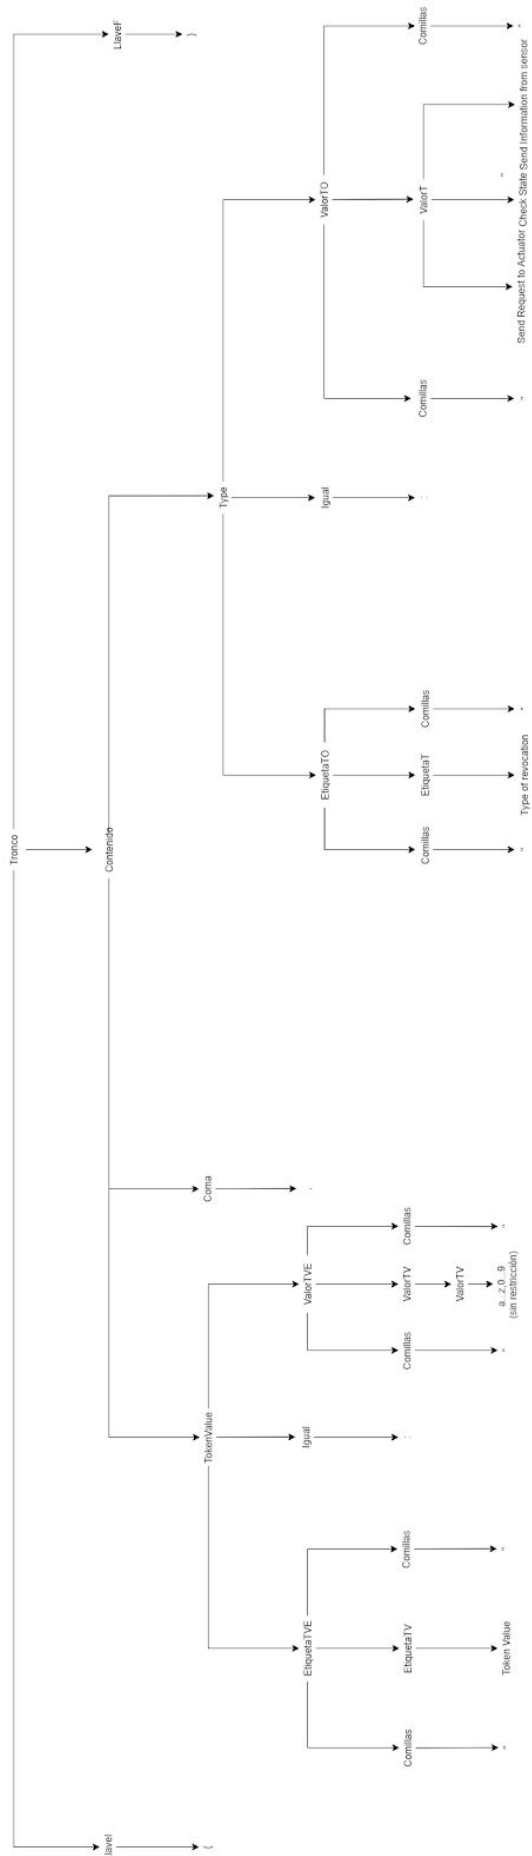 Tronco
llaveI
Contenido
LlaveF
{
TokenValue
Coma
Type
}
EtiquetaTVE
Igual
ValorTVE
,
EtiquetaTO
Igual
ValorTO
Comillas
EtiquetaTV
Comillas
:
Comillas
ValorTV
Comillas
Comillas
EtiquetaT
Comillas
:
Comillas
ValorT
Comillas
ValorTV
"
Token Value
"
"
a...z,0...9
(sin restricción)
"
"
Type of revocation
"
"
Send Request to Actuator
Check State
"
Send Information from sensor
"